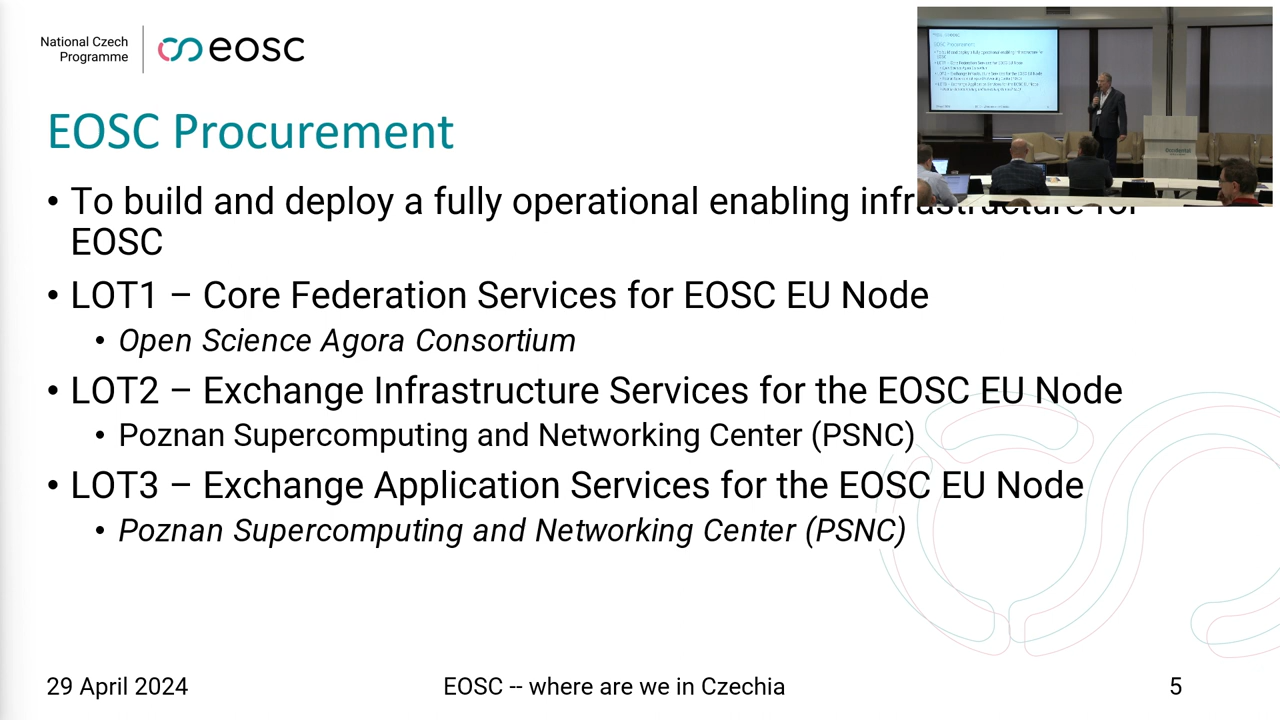 National Czech
Programme
eosc
EOSC Procurement
• To build and deploy a fully operational enabling infrastructure for
EOSC
• LOT1 – Core Federation Services for EOSC EU Node
• Open Science Agora Consortium
• LOT2 – Exchange Infrastructure Services for the EOSC EU Node
• Poznan Supercomputing and Networking Center (PSNC)
• LOT3 – Exchange Application Services for the EOSC EU Node
• Poznan Supercomputing and Networking Center (PSNC)
29 April 2024
EOSC -- where are we in Czechia
5